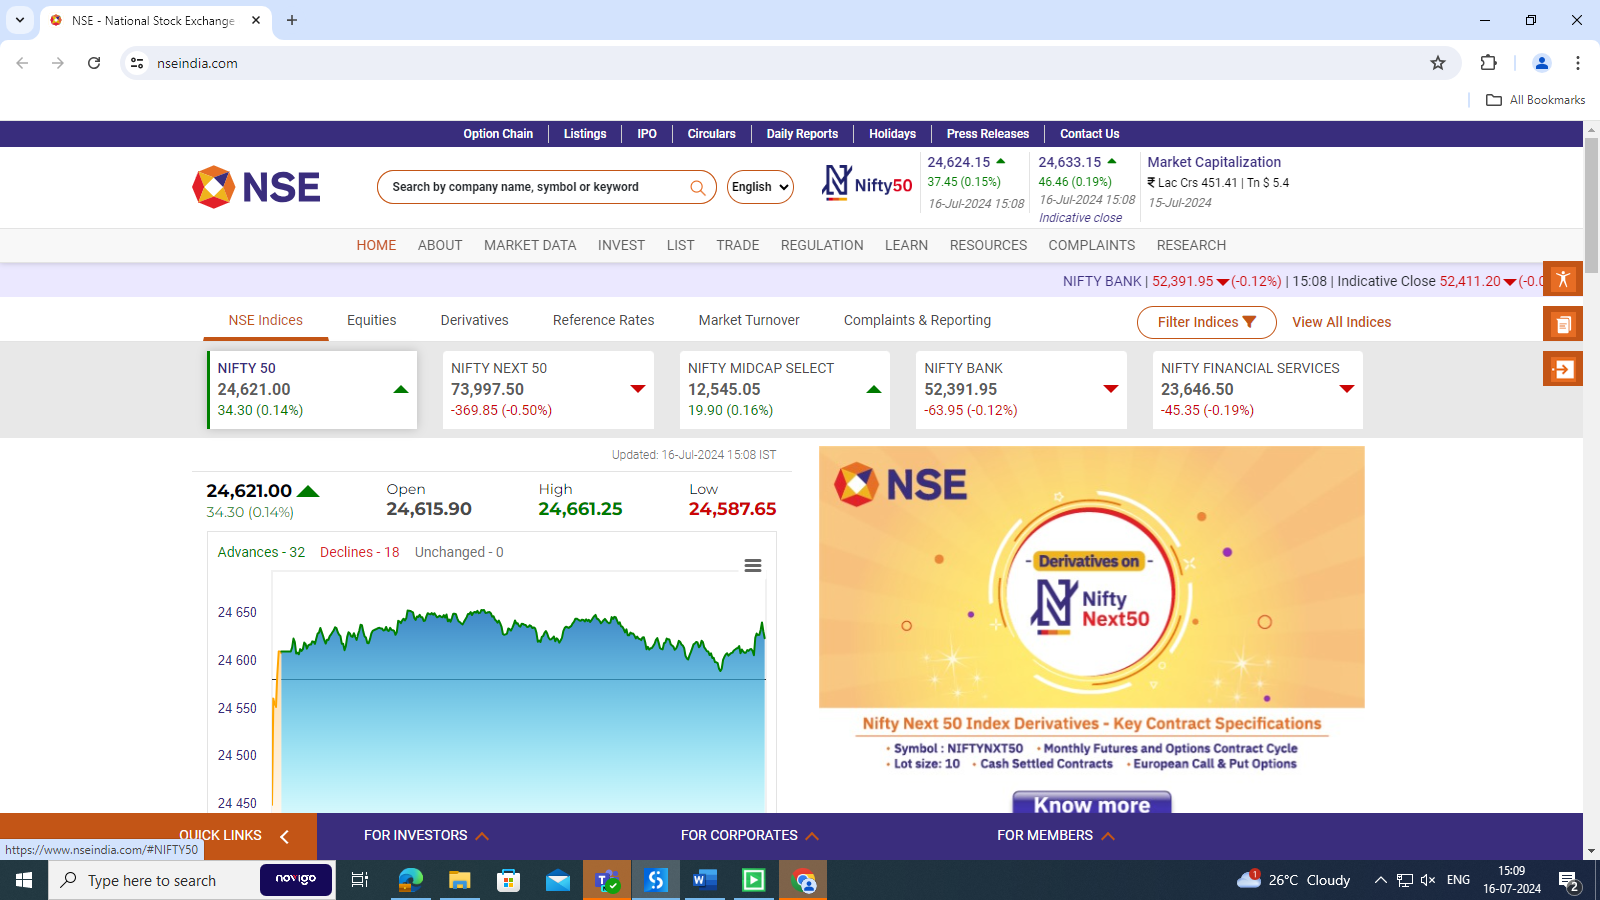 NSE - National Stock Exchange
nseindia.com
All Bookmarks
Option Chain
Listings
IPO
Circulars
Daily Reports
Holidays
Press Releases
Contact Us
NSE
Search by company name, symbol or keyword
English
Nifty50
24,624.15
37.45 (0.15%)
16-Jul-2024 15:08
24,633.15
46.46 (0.19%)
16-Jul-2024 15:08
Indicative close
Market Capitalization
₹ Lac Crs 451.41 | Tn $ 5.4
15-Jul-2024
HOME
ABOUT
MARKET DATA
INVEST
LIST
TRADE
REGULATION
LEARN
RESOURCES
COMPLAINTS
RESEARCH
NIFTY BANK | 52,391.95 (-0.12%) | 15:08 | Indicative Close 52,411.20
NSE Indices
Equities
Derivatives
Reference Rates
Market Turnover
Complaints & Reporting
Filter Indices
View All Indices
NIFTY 50
24,621.00
34.30 (0.14%)
NIFTY NEXT 50
73,997.50
-369.85 (-0.50%)
NIFTY MIDCAP SELECT
12,545.05
19.90 (0.16%)
NIFTY BANK
52,391.95
-63.95 (-0.12%)
NIFTY FINANCIAL SERVICES
23,646.50
-45.35 (-0.19%)
Updated: 16-Jul-2024 15:08 IST
24,621.00
34.30 (0.14%)
Open
24,615.90
High
24,661.25
Low
24,587.65
Advances - 32
Declines - 18
Unchanged - 0
24 650
24 600
24 550
24 500
24 450
NSE
- Derivatives on -
Nifty
Next50
Nifty Next 50 Index Derivatives - Key Contract Specifications
• Symbol : NIFTYNXT50 • Monthly Futures and Options Contract Cycle
• Lot size: 10 • Cash Settled Contracts • European Call & Put Options
Know more
QUICK LINKS
FOR INVESTORS
FOR CORPORATES
FOR MEMBERS
https://www.nseindia.com/#NIFTY50
Type here to search
novigo
1
26°C Cloudy
ENG
15:09
16-07-2024
2